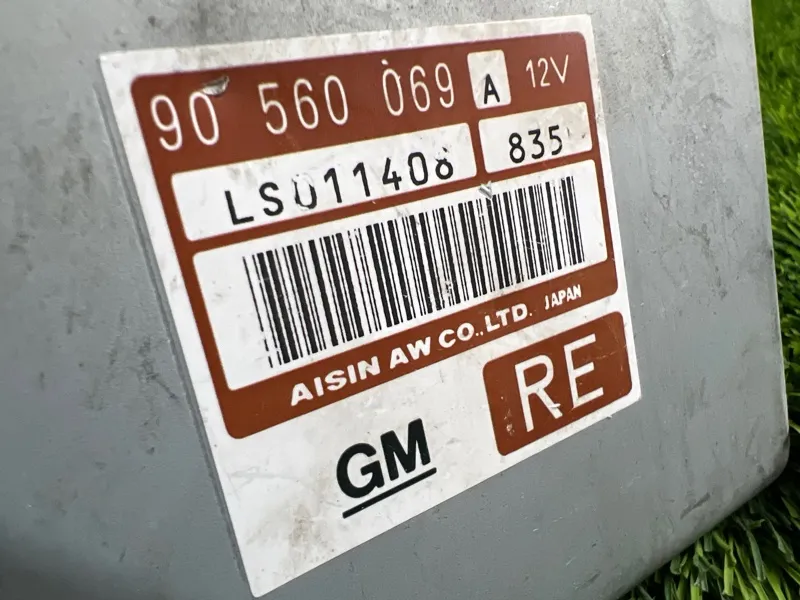 90 560 069 A 12V
LS011408 835
AISIN AW CO.,LTD. JAPAN
GM RE